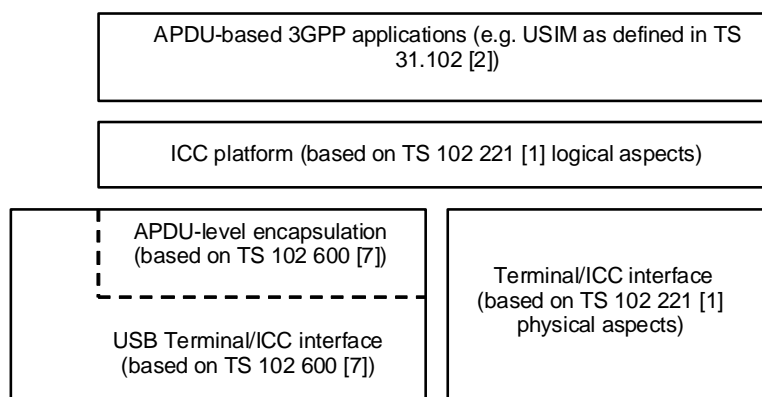 APDU-based 3GPP applications (e.g. USIM as defined in TS
31.102 [2])
ICC platform (based on TS 102 221 [1] logical aspects)
APDU-level encapsulation
(based on TS 102 600 [7])
USB Terminal/ICC interface
(based on TS 102 600 [7])
Terminal/ICC interface
(based on TS 102 221 [1]
physical aspects)